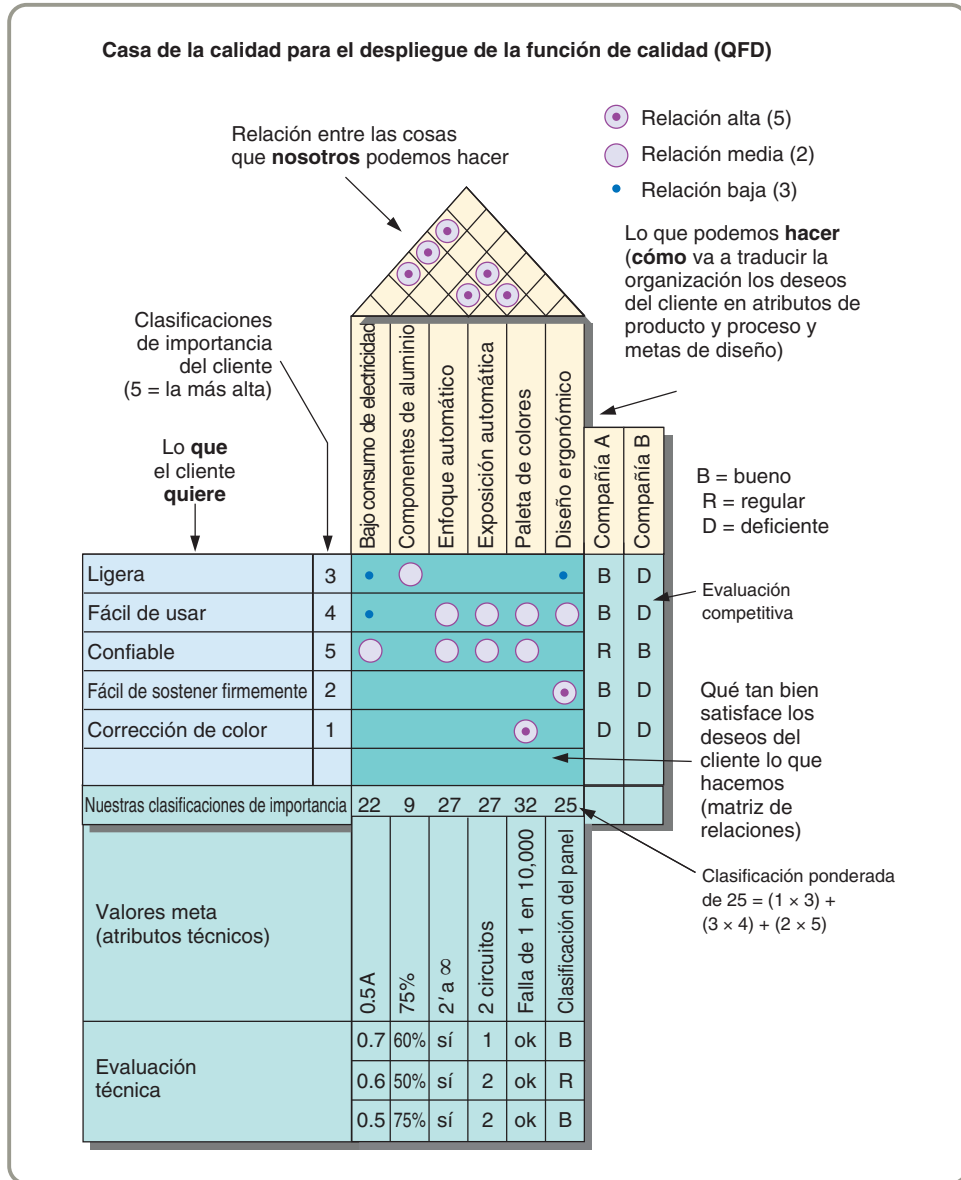 Casa de la calidad para el despliegue de la función de calidad (QFD)
Relación entre las cosas
que nosotros podemos hacer
Relación alta (5)
Relación media (2)
Relación baja (3)
Lo que podemos hacer
(cómo va a traducir la
organización los deseos
del cliente en atributos de
producto y proceso y
metas de diseño)
Clasificaciones
de importancia
del cliente
(5 = la más alta)
Lo que
el cliente
quiere
Bajo consumo de electricidad
Componentes de aluminio
Enfoque automático
Exposición automática
Paleta de colores
Diseño ergonómico
Compañía A
Compañía B
B = bueno
R = regular
D = deficiente
Ligera 3 B D
Fácil de usar 4 B D
Confiable 5 R B
Fácil de sostener firmemente 2 B D
Corrección de color 1 D D
Evaluación
competitiva
Qué tan bien
satisface los
deseos del
cliente lo que
hacemos
(matriz de
relaciones)
Nuestras clasificaciones de importancia 22 9 27 27 32 25
Clasificación ponderada
de 25 = (1 × 3) +
(3 × 4) + (2 × 5)
Valores meta
(atributos técnicos)
0.5 A
75%
2' a ∞
2 circuitos
Falla de 1 en 10,000
Clasificación del panel
Evaluación
técnica
0.7 60% sí 1 ok B
0.6 50% sí 2 ok R
0.5 75% sí 2 ok B